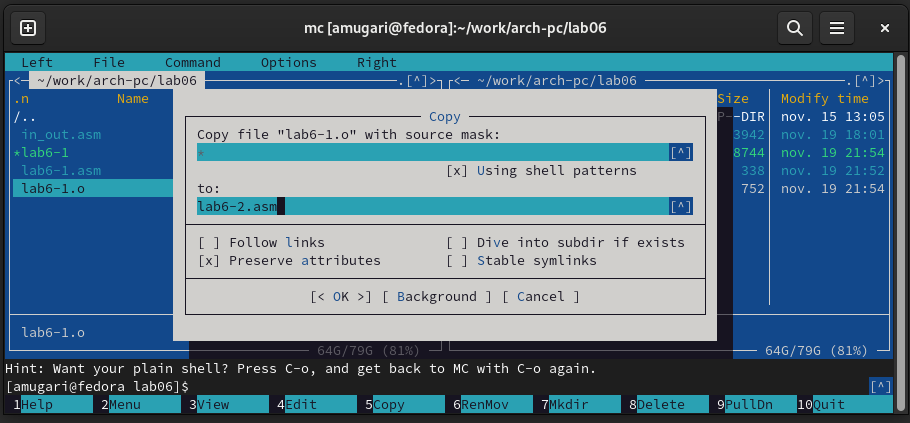 mc [amugari@fedora]:~/work/arch-pc/lab06
Left File Command Options Right
<─ ~/work/arch-pc/lab06 ─.[^]>
<─ ~/work/arch-pc/lab06 ─.[^]>
.n Name
Size Modify time
/..
P--DIR nov. 15 13:05
in_out.asm
3942 nov. 19 18:01
*lab6-1
8744 nov. 19 21:54
lab6-1.asm
338 nov. 19 21:52
lab6-1.o
752 nov. 19 21:54
Copy
Copy file "lab6-1.o" with source mask:
* [^]
[x] Using shell patterns
to:
lab6-2.asm [^]
[ ] Follow links [ ] Dive into subdir if exists
[x] Preserve attributes [ ] Stable symlinks
[< OK >] [ Background ] [ Cancel ]
lab6-1.o
64G/79G (81%)
64G/79G (81%)
Hint: Want your plain shell? Press C-o, and get back to MC with C-o again.
[amugari@fedora lab06]$ [^]
1Help 2Menu 3View 4Edit 5Copy 6RenMov 7Mkdir 8Delete 9PullDn 10Quit